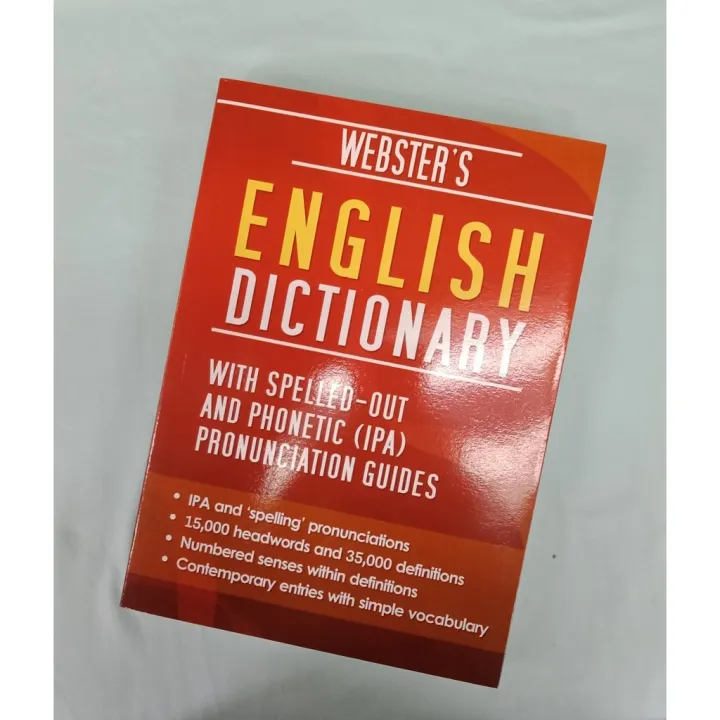 WEBSTER'S
ENGLISH
DICTIONARY
WITH SPELLED-OUT
AND PHONETIC (IPA)
PRONUNCIATION GUIDES
• IPA and 'spelling' pronunciations
• 15,000 headwords and 35,000 definitions
• Numbered senses within definitions
• Contemporary entries with simple vocabulary